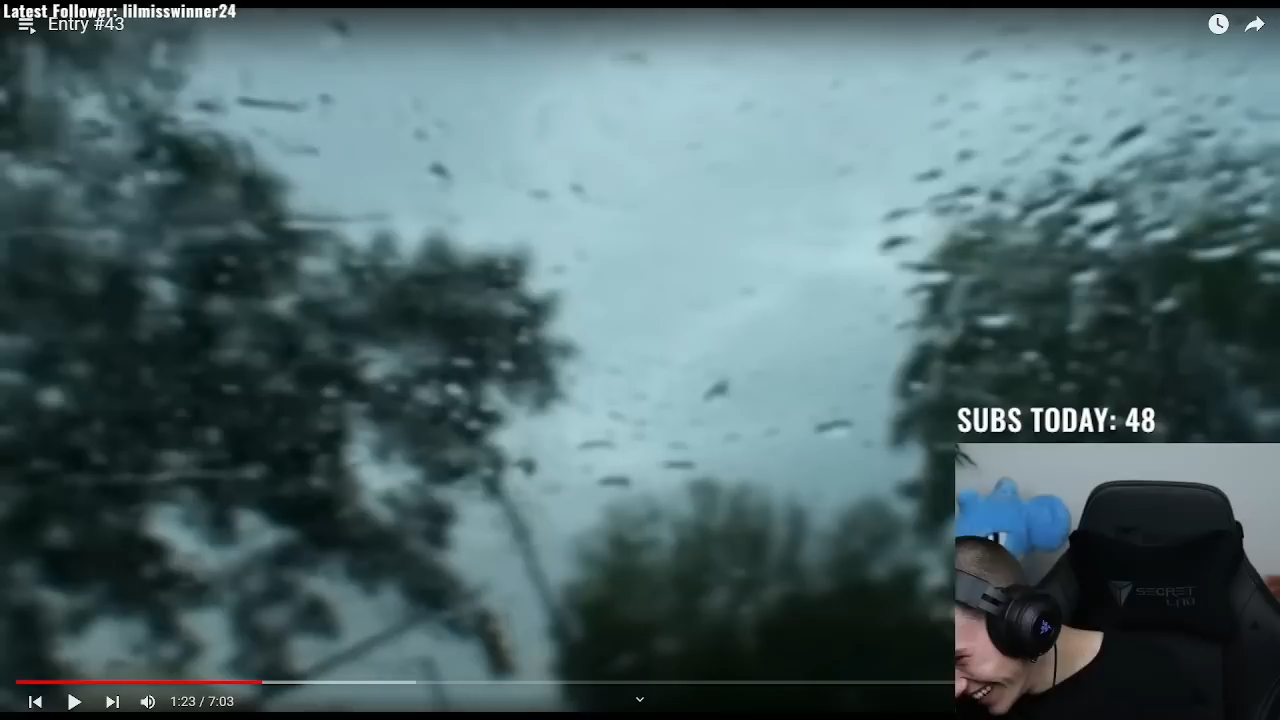 Latest Follower: lilmisswinner24
Entry #43
SUBS TODAY: 48
SECRET
LAB
1:23 / 7:03